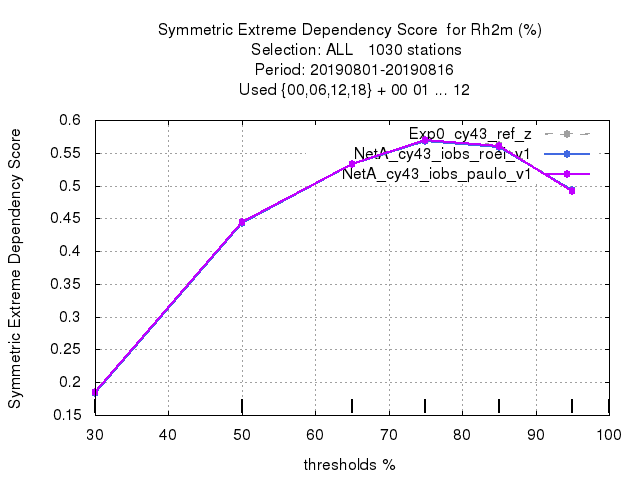 Symmetric Extreme Dependency Score for Rh2m (%)
Selection: ALL 1030 stations
Period: 20190801-20190816
Used {00,06,12,18} + 00 01 ... 12
Symmetric Extreme Dependency Score
0.6
0.55
0.5
0.45
0.4
0.35
0.3
0.25
0.2
0.15
Exp0_cy43_ref_z
NetA_cy43_iobs_roel_v1
NetA_cy43_iobs_paulo_v1
30 40 50 60 70 80 90 100
thresholds %